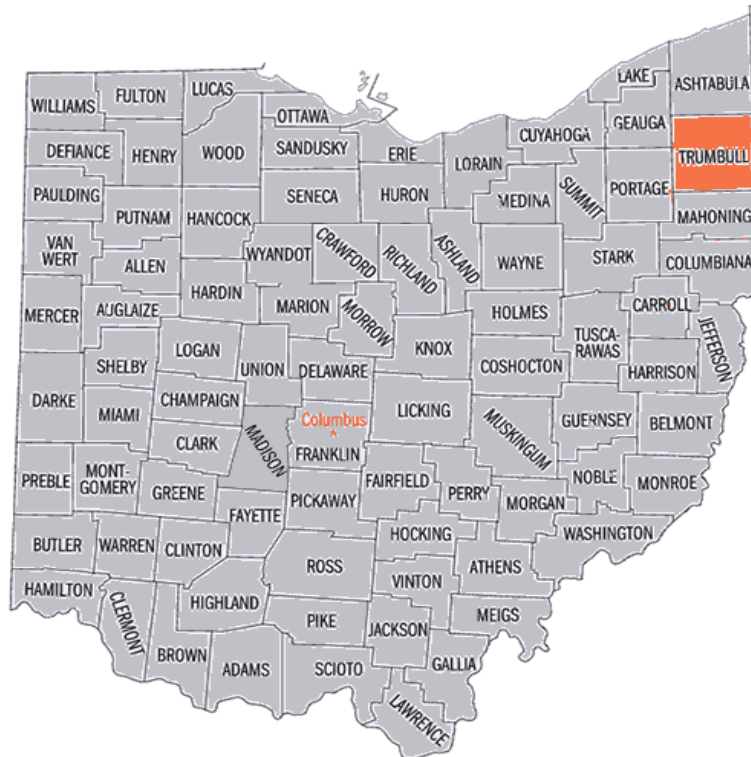 LAKE
ASHTABULA
LUCAS
FULTON
WILLIAMS
OTTAWA
GEAUGA
CUYAHOGA
DEFIANCE
HENRY
WOOD
SANDUSKY
ERIE
LORAIN
TRUMBULL
PAULDING
SENECA
HURON
MEDINA
SUMMIT
PORTAGE
PUTNAM
HANCOCK
MAHONING
VAN
WERT
ALLEN
WYANDOT
CRAWFORD
RICHLAND
ASHLAND
WAYNE
STARK
COLUMBIANA
MERCER
AUGLAIZE
HARDIN
MARION
MORROW
HOLMES
CARROLL
JEFFERSON
TUSCA-
RAWAS
LOGAN
UNION
DELAWARE
KNOX
COSHOCTON
HARRISON
SHELBY
DARKE
MIAMI
CHAMPAIGN
LICKING
MUSKINGUM
GUERNSEY
BELMONT
Columbus
FRANKLIN
CLARK
MADISON
PREBLE
MONT-
GOMERY
GREENE
FAYETTE
PICKAWAY
FAIRFIELD
PERRY
MORGAN
NOBLE
MONROE
BUTLER
WARREN
CLINTON
ROSS
HOCKING
WASHINGTON
ATHENS
VINTON
HAMILTON
CLERMONT
HIGHLAND
PIKE
JACKSON
MEIGS
BROWN
ADAMS
SCIOTO
GALLIA
LAWRENCE